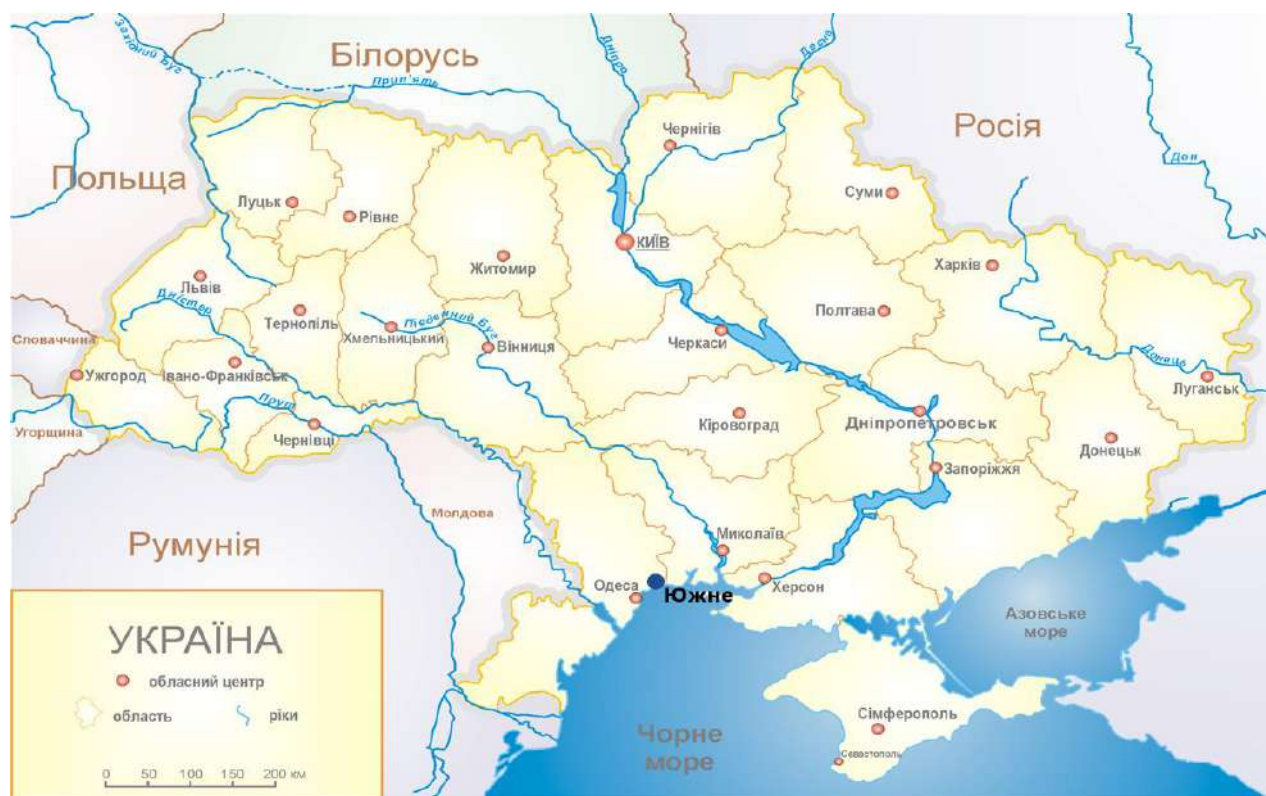 Західний Буг
Білорусь
Прип'ять
Дніпро
Десна
Чернігів
Росія
Дон
Польща
Луцьк
Рівне
Суми
КИЇВ
Житомир
Харків
Львів
Дністер
Тернопіль
Хмельницький
Південний Буг
Вінниця
Черкаси
Полтава
Донець
Словаччина
Ужгород
Івано-Франківськ
Луганськ
Прут
Чернівці
Угорщина
Кіровоград
Дніпропетровськ
Донецьк
Запоріжжя
Молдова
Румунія
Миколаїв
Одеса
Южне
Херсон
Азовське
море
УКРАЇНА
обласний центр
область
ріки
0 50 100 150 200 км
Чорне
море
Сімферополь
Севастополь